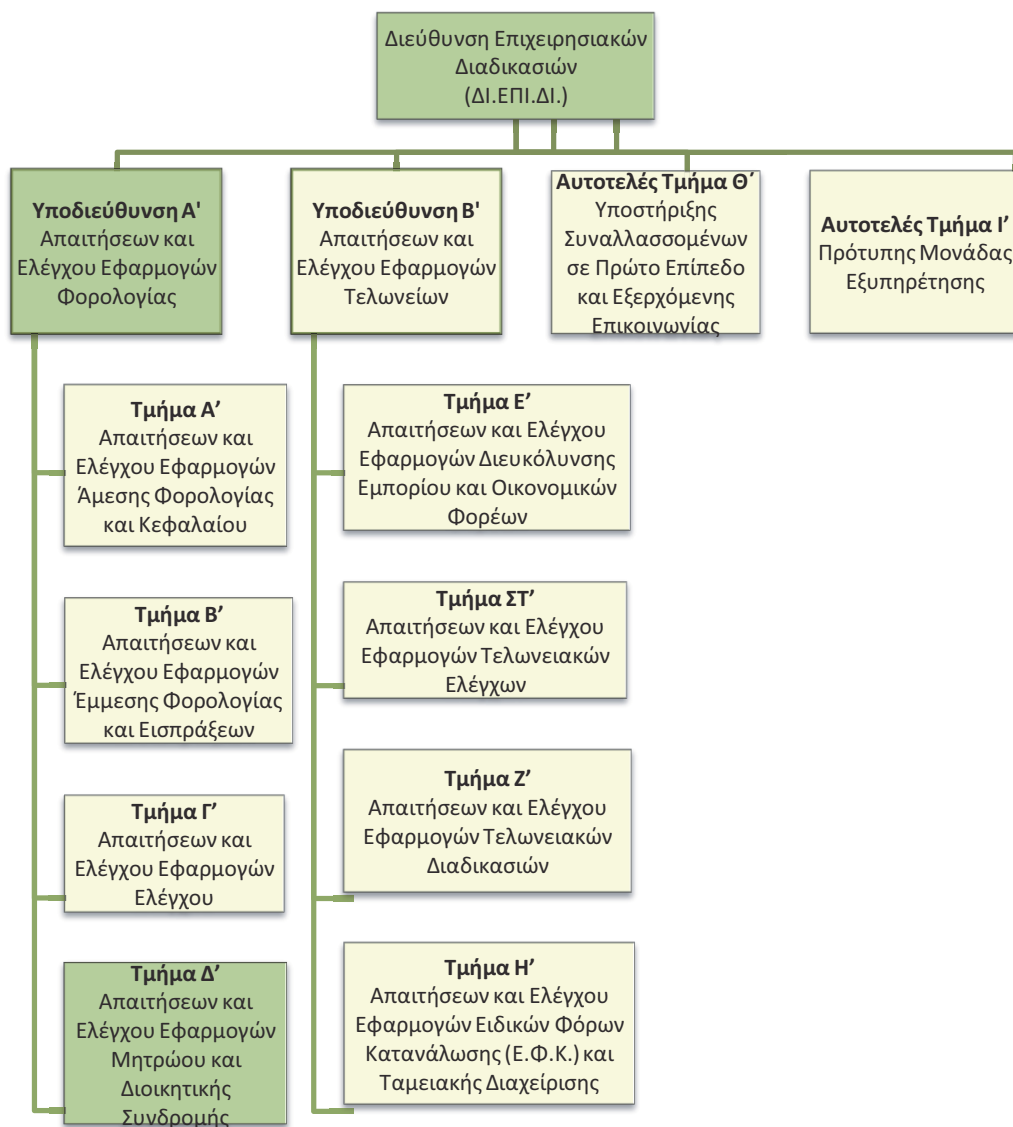 Διεύθυνση Επιχειρησιακών
Διαδικασιών
(ΔΙ.ΕΠΙ.ΔΙ.)
Υποδιεύθυνση Α'
Απαιτήσεων και
Ελέγχου Εφαρμογών
Φορολογίας
Υποδιεύθυνση Β'
Απαιτήσεων και
Ελέγχου Εφαρμογών
Τελωνείων
Αυτοτελές Τμήμα Θ΄
Υποστήριξης
Συναλλασσομένων
σε Πρώτο Επίπεδο
και Εξερχόμενης
Επικοινωνίας
Αυτοτελές Τμήμα Ι’
Πρότυπης Μονάδας
Εξυπηρέτησης
Τμήμα Α’
Απαιτήσεων και
Ελέγχου Εφαρμογών
Άμεσης Φορολογίας
και Κεφαλαίου
Τμήμα Β’
Απαιτήσεων και
Ελέγχου Εφαρμογών
Έμμεσης Φορολογίας
και Εισπράξεων
Τμήμα Γ’
Απαιτήσεων και
Ελέγχου Εφαρμογών
Ελέγχου
Τμήμα Δ’
Απαιτήσεων και
Ελέγχου Εφαρμογών
Μητρώου και
Διοικητικής
Συνδρομής
Τμήμα Ε’
Απαιτήσεων και Ελέγχου
Εφαρμογών Διευκόλυνσης
Εμπορίου και Οικονομικών
Φορέων
Τμήμα ΣΤ’
Απαιτήσεων και Ελέγχου
Εφαρμογών Τελωνειακών
Ελέγχων
Τμήμα Ζ’
Απαιτήσεων και Ελέγχου
Εφαρμογών Τελωνειακών
Διαδικασιών
Τμήμα Η’
Απαιτήσεων και Ελέγχου
Εφαρμογών Ειδικών Φόρων
Κατανάλωσης (Ε.Φ.Κ.) και
Ταμειακής Διαχείρισης